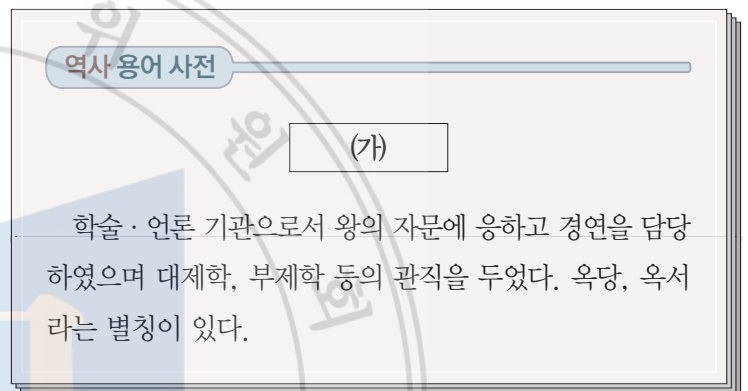 역사 용어 사전
(가)
학술·언론 기관으로서 왕의 자문에 응하고 경연을 담당
하였으며 대제학, 부제학 등의 관직을 두었다. 옥당, 옥서
라는 별칭이 있다.
위
원
회